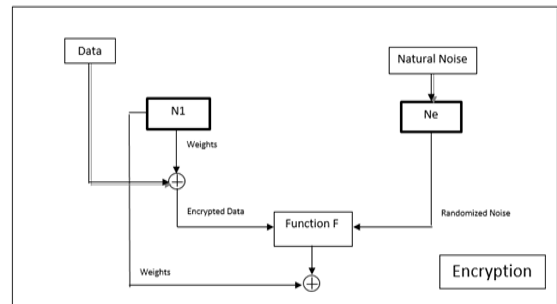 Data
Natural Noise
N1
Ne
Weights
Encrypted Data
Function F
Randomized Noise
Weights
Encryption